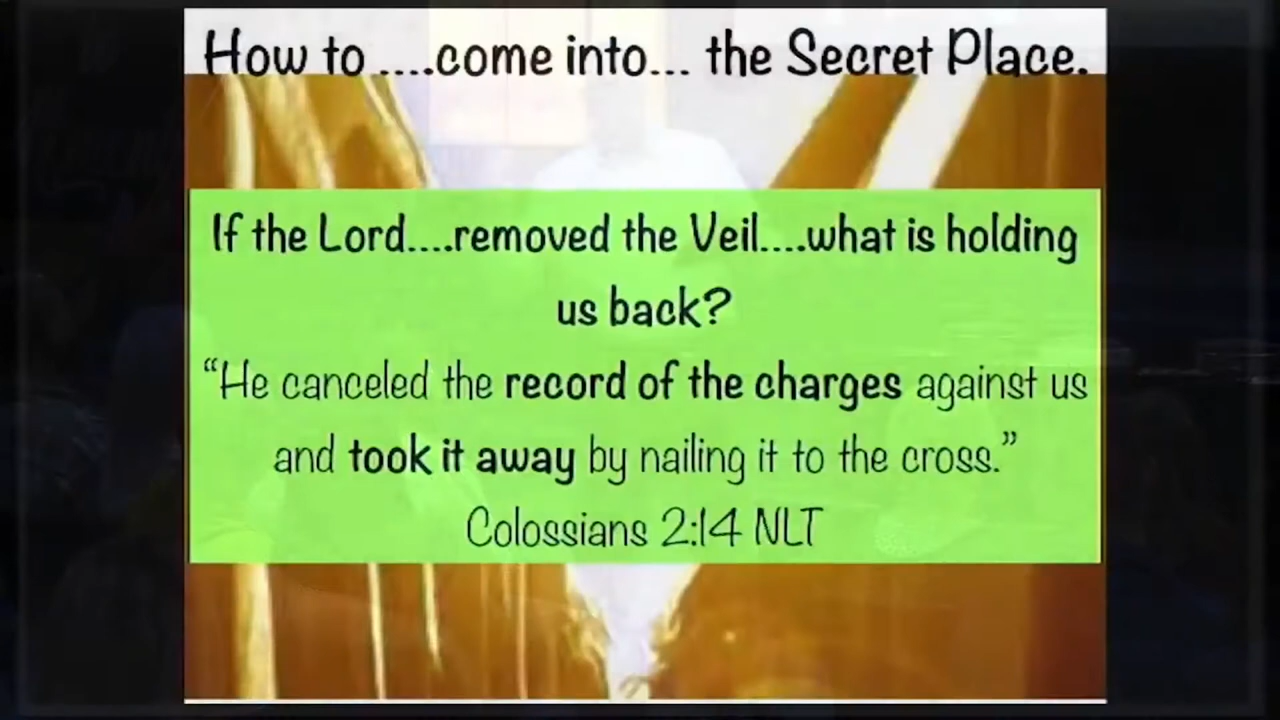 How to ....come into... the Secret Place.
If the Lord....removed the Veil....what is holding
us back?
“He canceled the record of the charges against us
and took it away by nailing it to the cross.”
Colossians 2:14 NLT